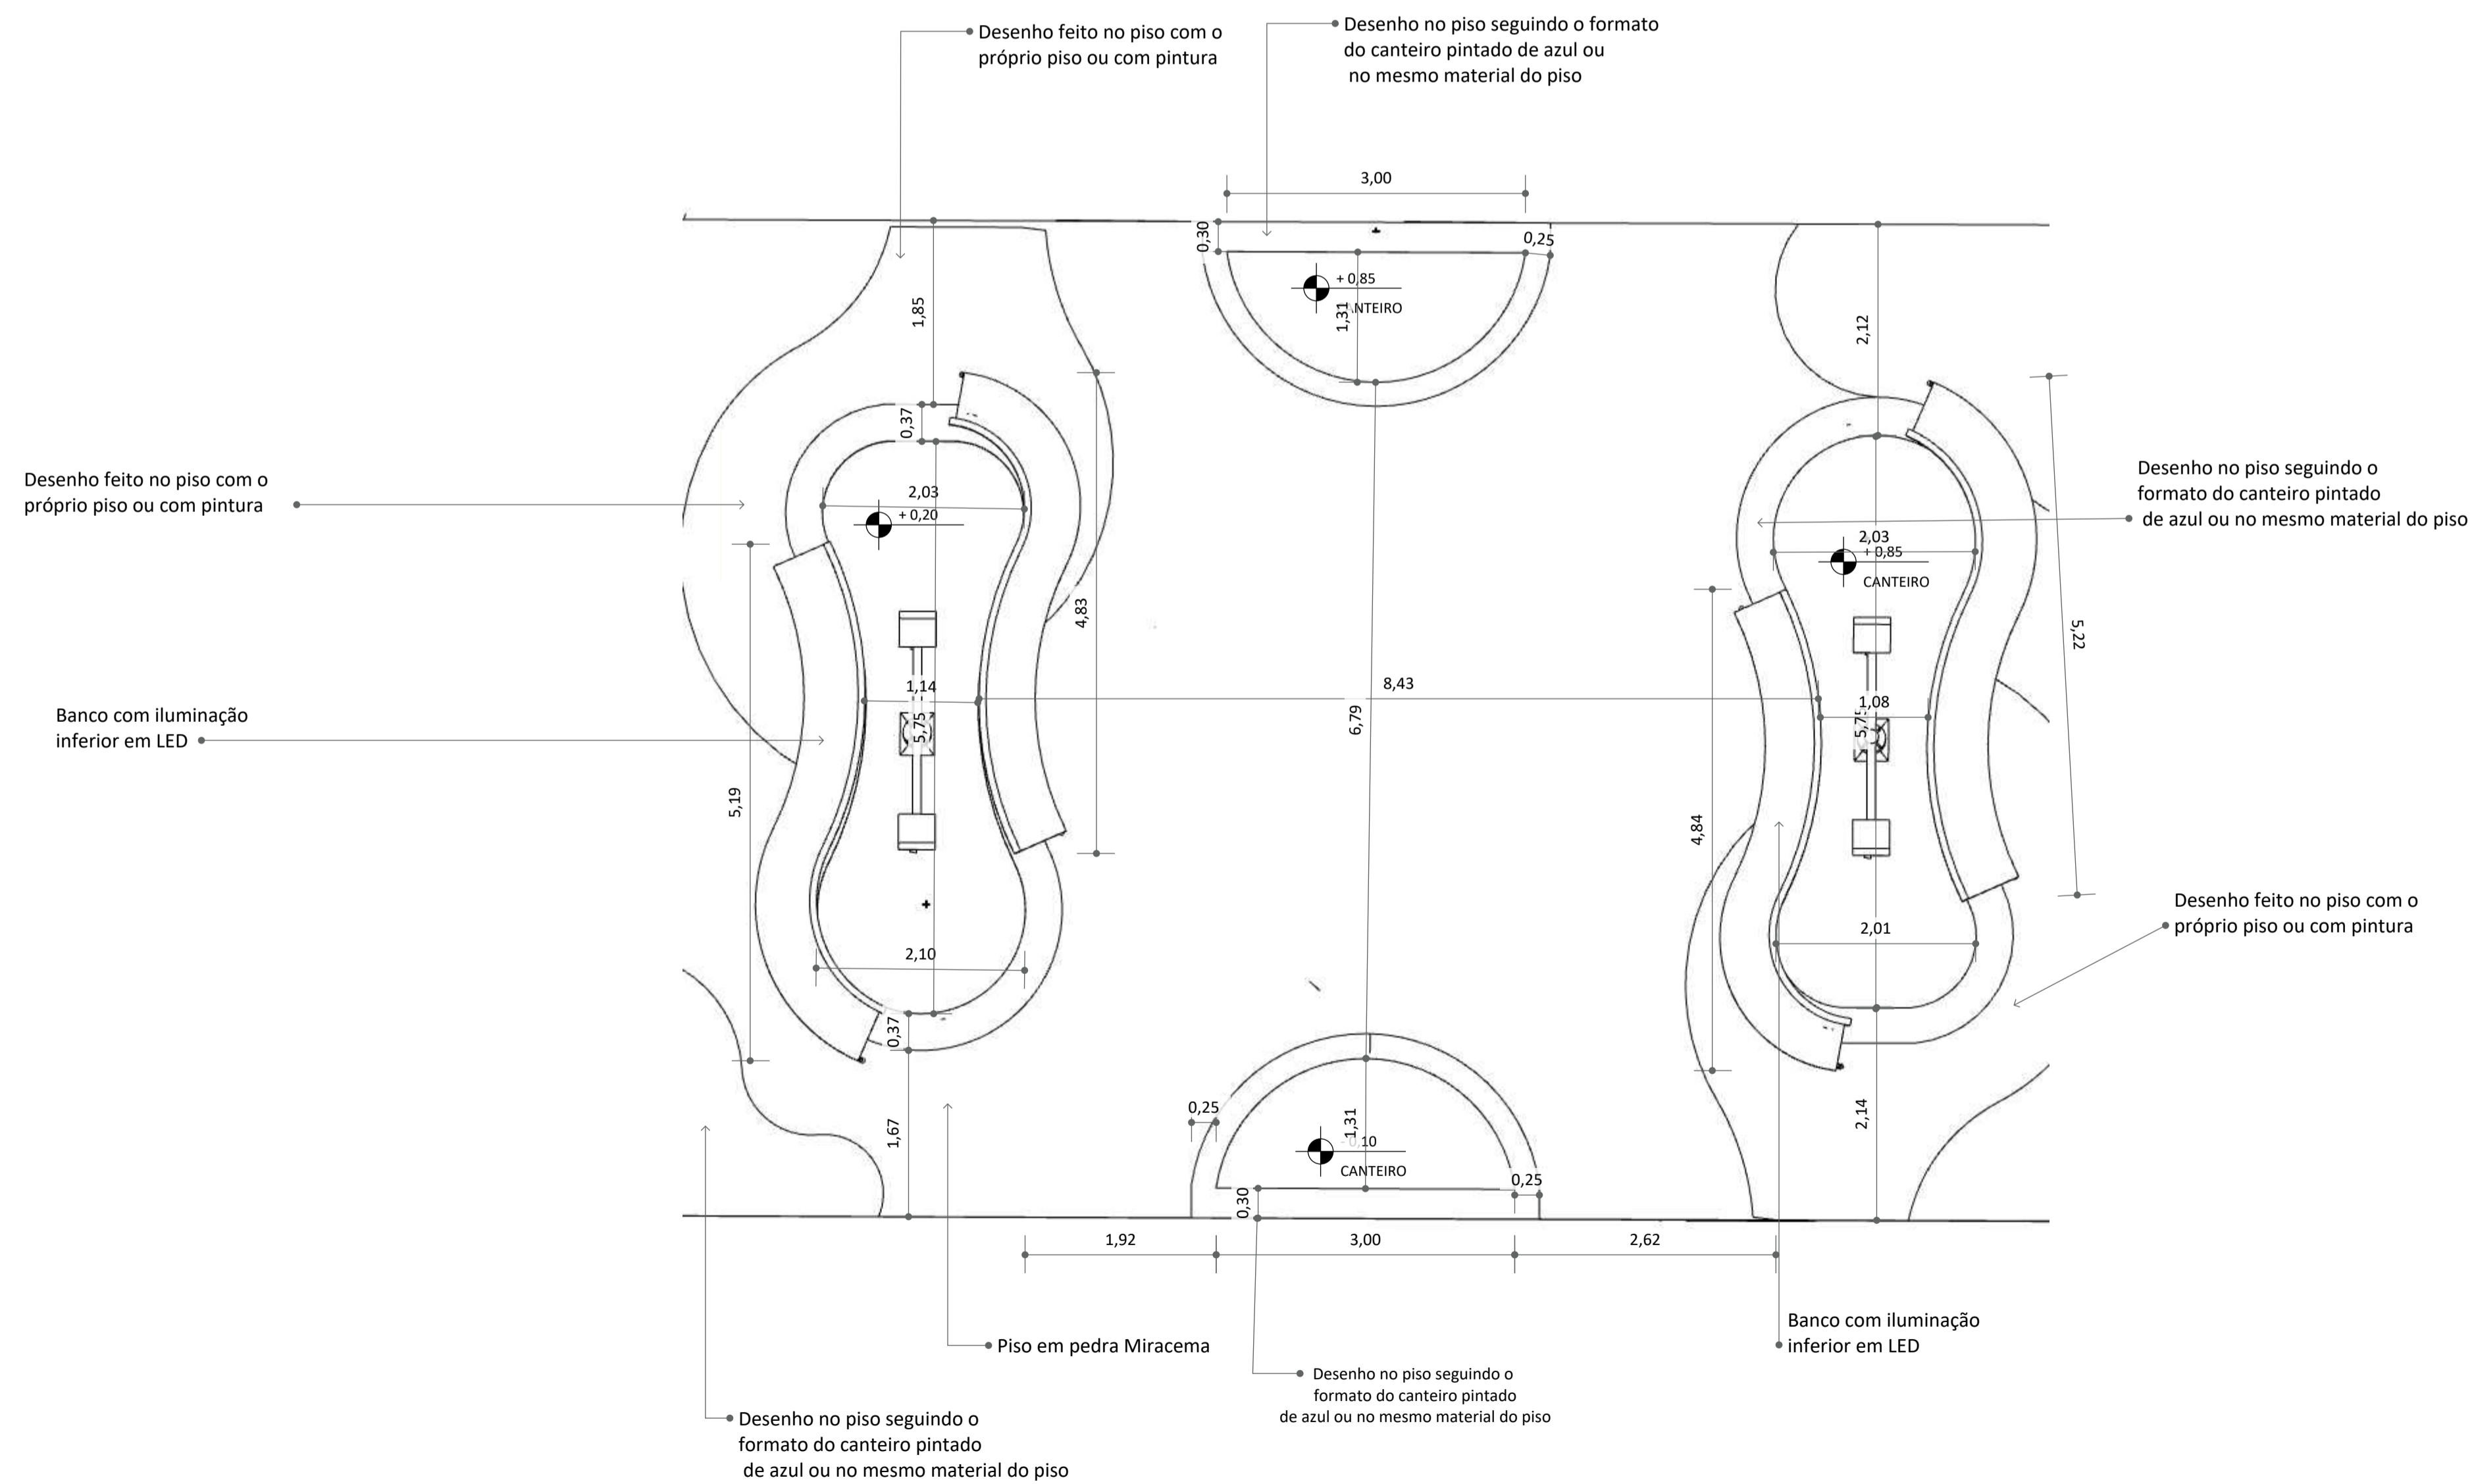 Desenho feito no piso com o
próprio piso ou com pintura
Desenho no piso seguindo o formato
do canteiro pintado de azul ou
no mesmo material do piso
3,00
0,30
0,25
+ 0,85
1,31
1,85
2,12
0,37
Desenho feito no piso com o
próprio piso ou com pintura
2,03
+ 0,20
Desenho no piso seguindo o
formato do canteiro pintado
de azul ou no mesmo material do piso
2,03
+ 0,85
CANTEIRO
4,83
5,22
1,14
8,43
6,79
1,08
5,75
Banco com iluminação
inferior em LED
5,19
4,84
Desenho feito no piso com o
próprio piso ou com pintura
2,10
2,01
0,37
1,67
0,25
1,31
CANTEIRO
0,25
0,30
2,14
1,92
3,00
2,62
Banco com iluminação
inferior em LED
Piso em pedra Miracema
Desenho no piso seguindo o
formato do canteiro pintado
de azul ou no mesmo material do piso
Desenho no piso seguindo o
formato do canteiro pintado
de azul ou no mesmo material do piso